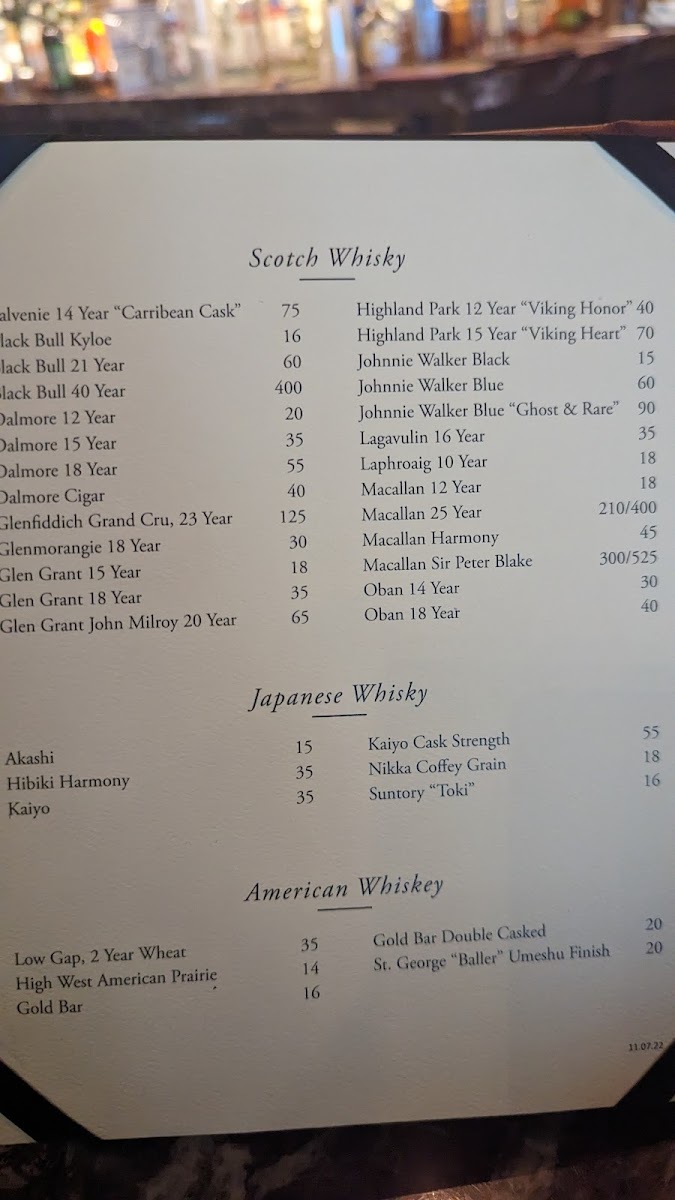 Scotch Whisky
alvenie 14 Year “Carribean Cask” 75
lack Bull Kyloe 16
lack Bull 21 Year 60
lack Bull 40 Year 400
Dalmore 12 Year 20
Dalmore 15 Year 35
Dalmore 18 Year 55
Dalmore Cigar 40
Glenfiddich Grand Cru, 23 Year 125
Glenmorangie 18 Year 30
Glen Grant 15 Year 18
Glen Grant 18 Year 35
Glen Grant John Milroy 20 Year 65
Highland Park 12 Year “Viking Honor” 40
Highland Park 15 Year “Viking Heart” 70
Johnnie Walker Black 15
Johnnie Walker Blue 60
Johnnie Walker Blue “Ghost & Rare” 90
Lagavulin 16 Year 35
Laphroaig 10 Year 18
Macallan 12 Year 18
Macallan 25 Year 210/400
Macallan Harmony 45
Macallan Sir Peter Blake 300/525
Oban 14 Year 30
Oban 18 Year 40
Japanese Whisky
Akashi 15
Hibiki Harmony 35
Kaiyo 35
Kaiyo Cask Strength 55
Nikka Coffey Grain 18
Suntory “Toki” 16
American Whiskey
Low Gap, 2 Year Wheat 35
High West American Prairie 14
Gold Bar 16
Gold Bar Double Casked 20
St. George “Baller” Umeshu Finish 20
11.07.22